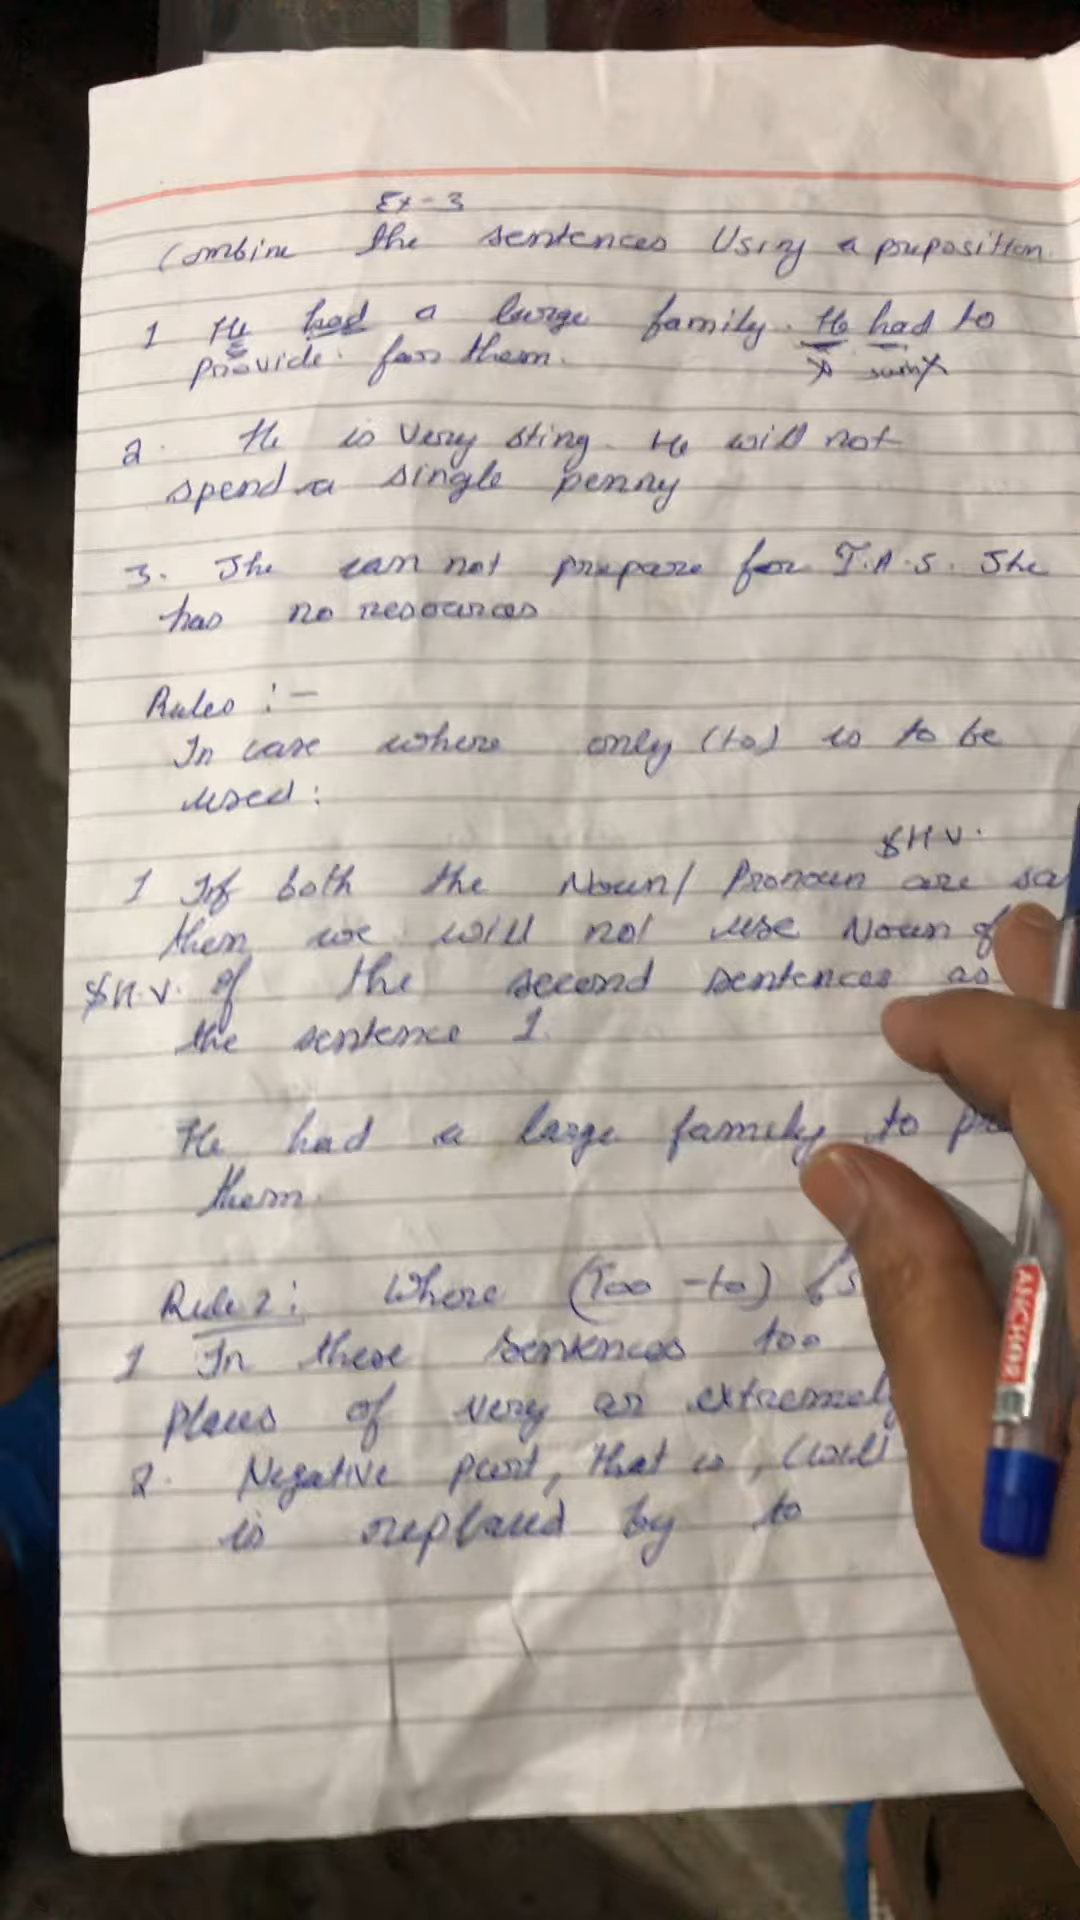 Ex-3
Combine the sentences Using a preposition.
1 He had a large family. He had to
provide for them.
2. He is very sting. He will not
spend a single penny
3. She can not prepare for I.A.S. She
has no resources
Rules :-
In case where only (to) is to be
used:
$H.V.
1 If both the Noun/ Pronoun are sa
then we will not use Noun of
$H.V. of the second sentences as
the sentence 1.
He had a large family to pro
them.
Rule 2: Where (Too - to) is
1 In these sentences too
places of very or extremely
2. Negative part, that is, (will
is replaced by to
ANCHOR